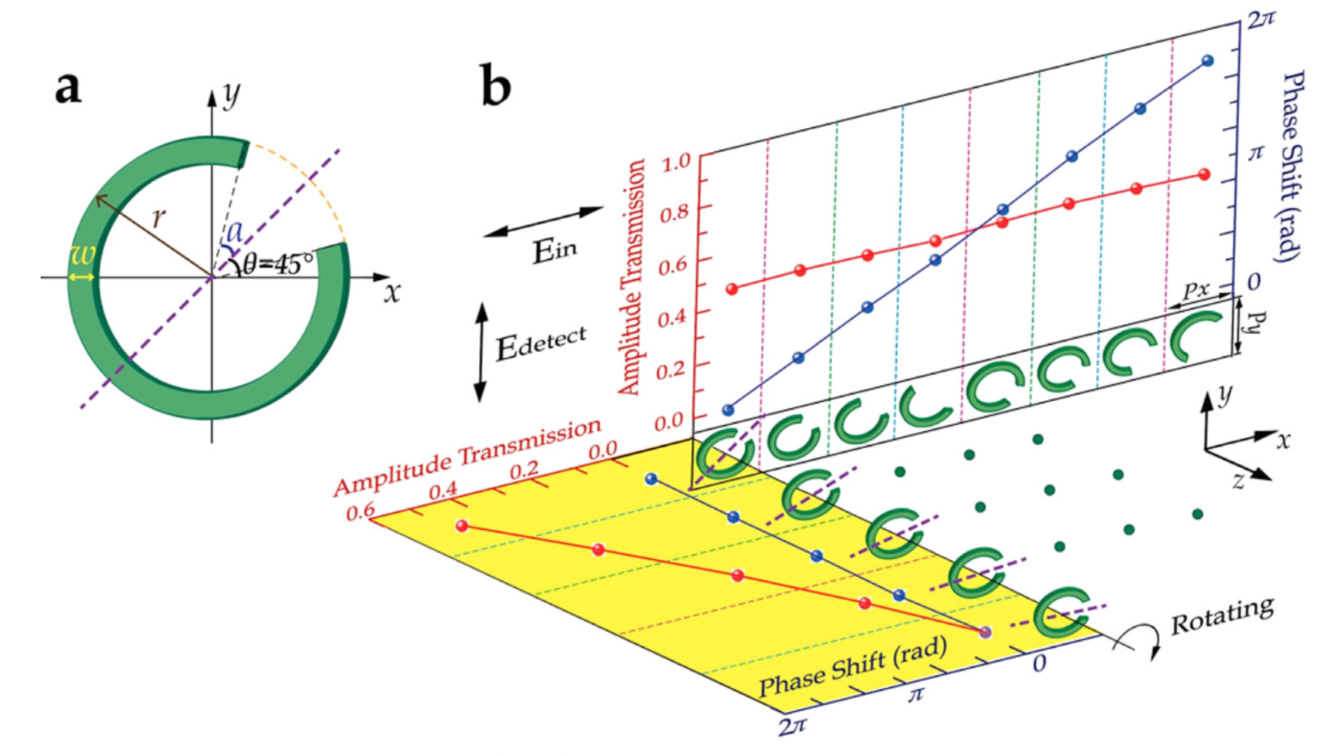 a
y
r
w
a
θ=45°
x
b
Ein
Edetect
Amplitude Transmission
1.0
0.8
0.6
0.4
0.2
0.0
2π
π
0
Phase Shift (rad)
Px
Py
y
x
z
Amplitude Transmission
0.6
0.4
0.2
0.0
Phase Shift (rad)
2π
π
0
Rotating